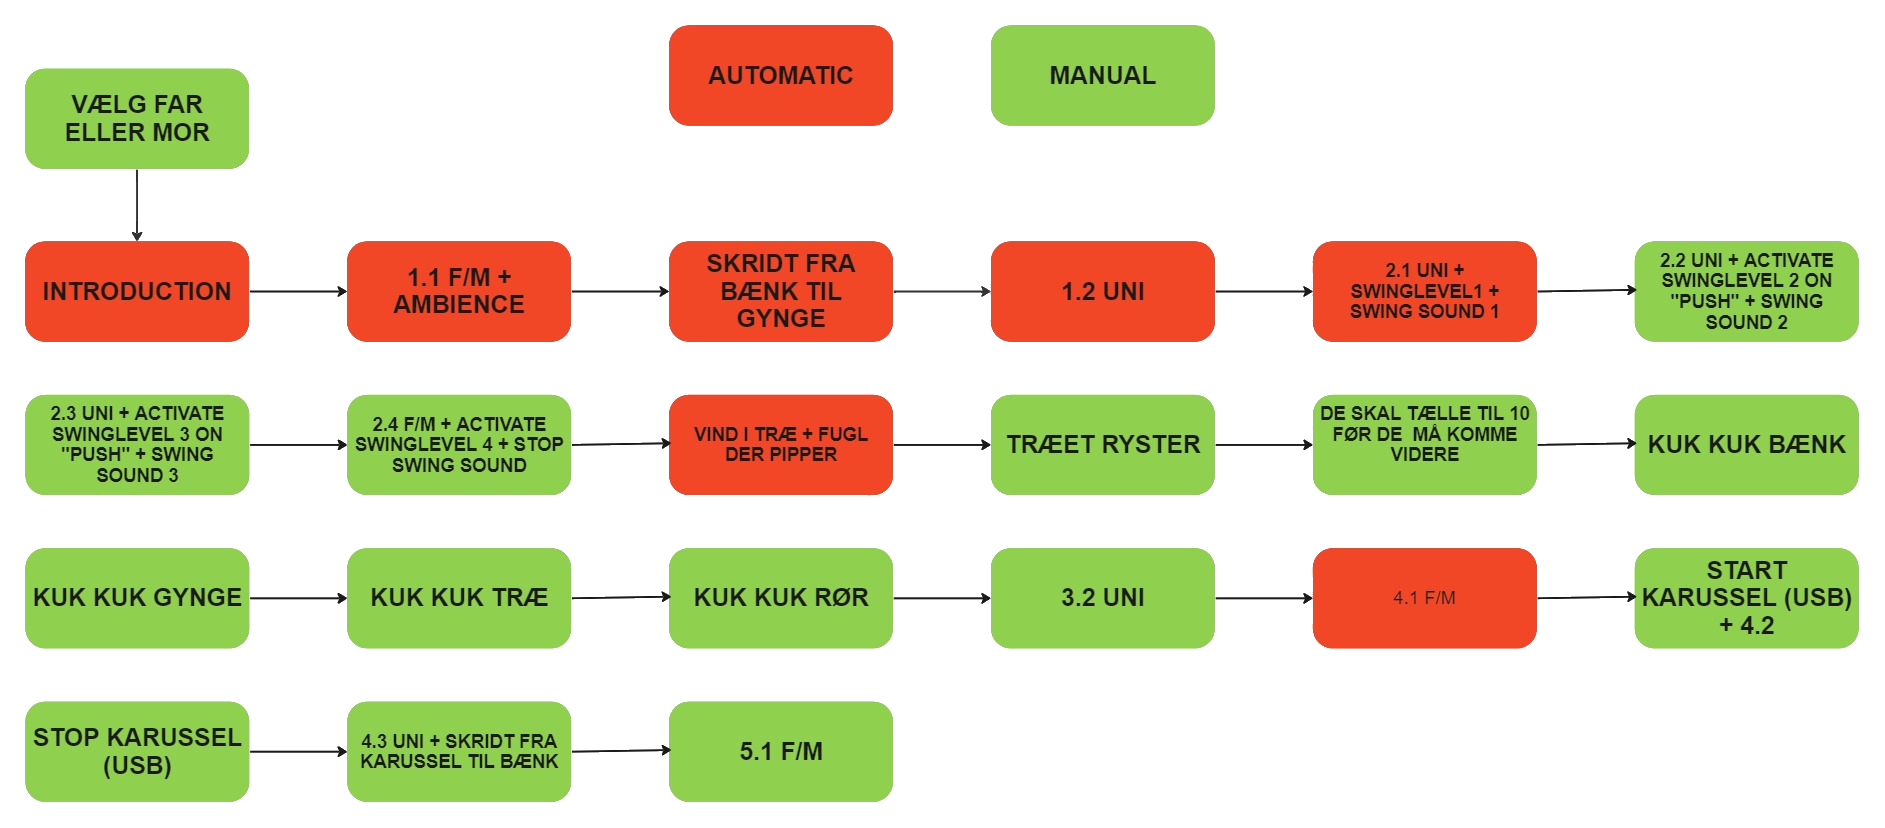 AUTOMATIC
MANUAL
VÆLG FAR
ELLER MOR
INTRODUCTION
1.1 F/M +
AMBIENCE
SKRIDT FRA
BÆNK TIL
GYNGE
1.2 UNI
2.1 UNI +
SWINGLEVEL1 +
SWING SOUND 1
2.2 UNI + ACTIVATE
SWINGLEVEL 2 ON
"PUSH" + SWING
SOUND 2
2.3 UNI + ACTIVATE
SWINGLEVEL 3 ON
"PUSH" + SWING
SOUND 3
2.4 F/M + ACTIVATE
SWINGLEVEL 4 + STOP
SWING SOUND
VIND I TRÆ + FUGL
DER PIPPER
TRÆET RYSTER
DE SKAL TÆLLE TIL 10
FØR DE MÅ KOMME
VIDERE
KUK KUK BÆNK
KUK KUK GYNGE
KUK KUK TRÆ
KUK KUK RØR
3.2 UNI
4.1 F/M
START
KARUSSEL (USB)
+ 4.2
STOP KARUSSEL
(USB)
4.3 UNI + SKRIDT FRA
KARUSSEL TIL BÆNK
5.1 F/M